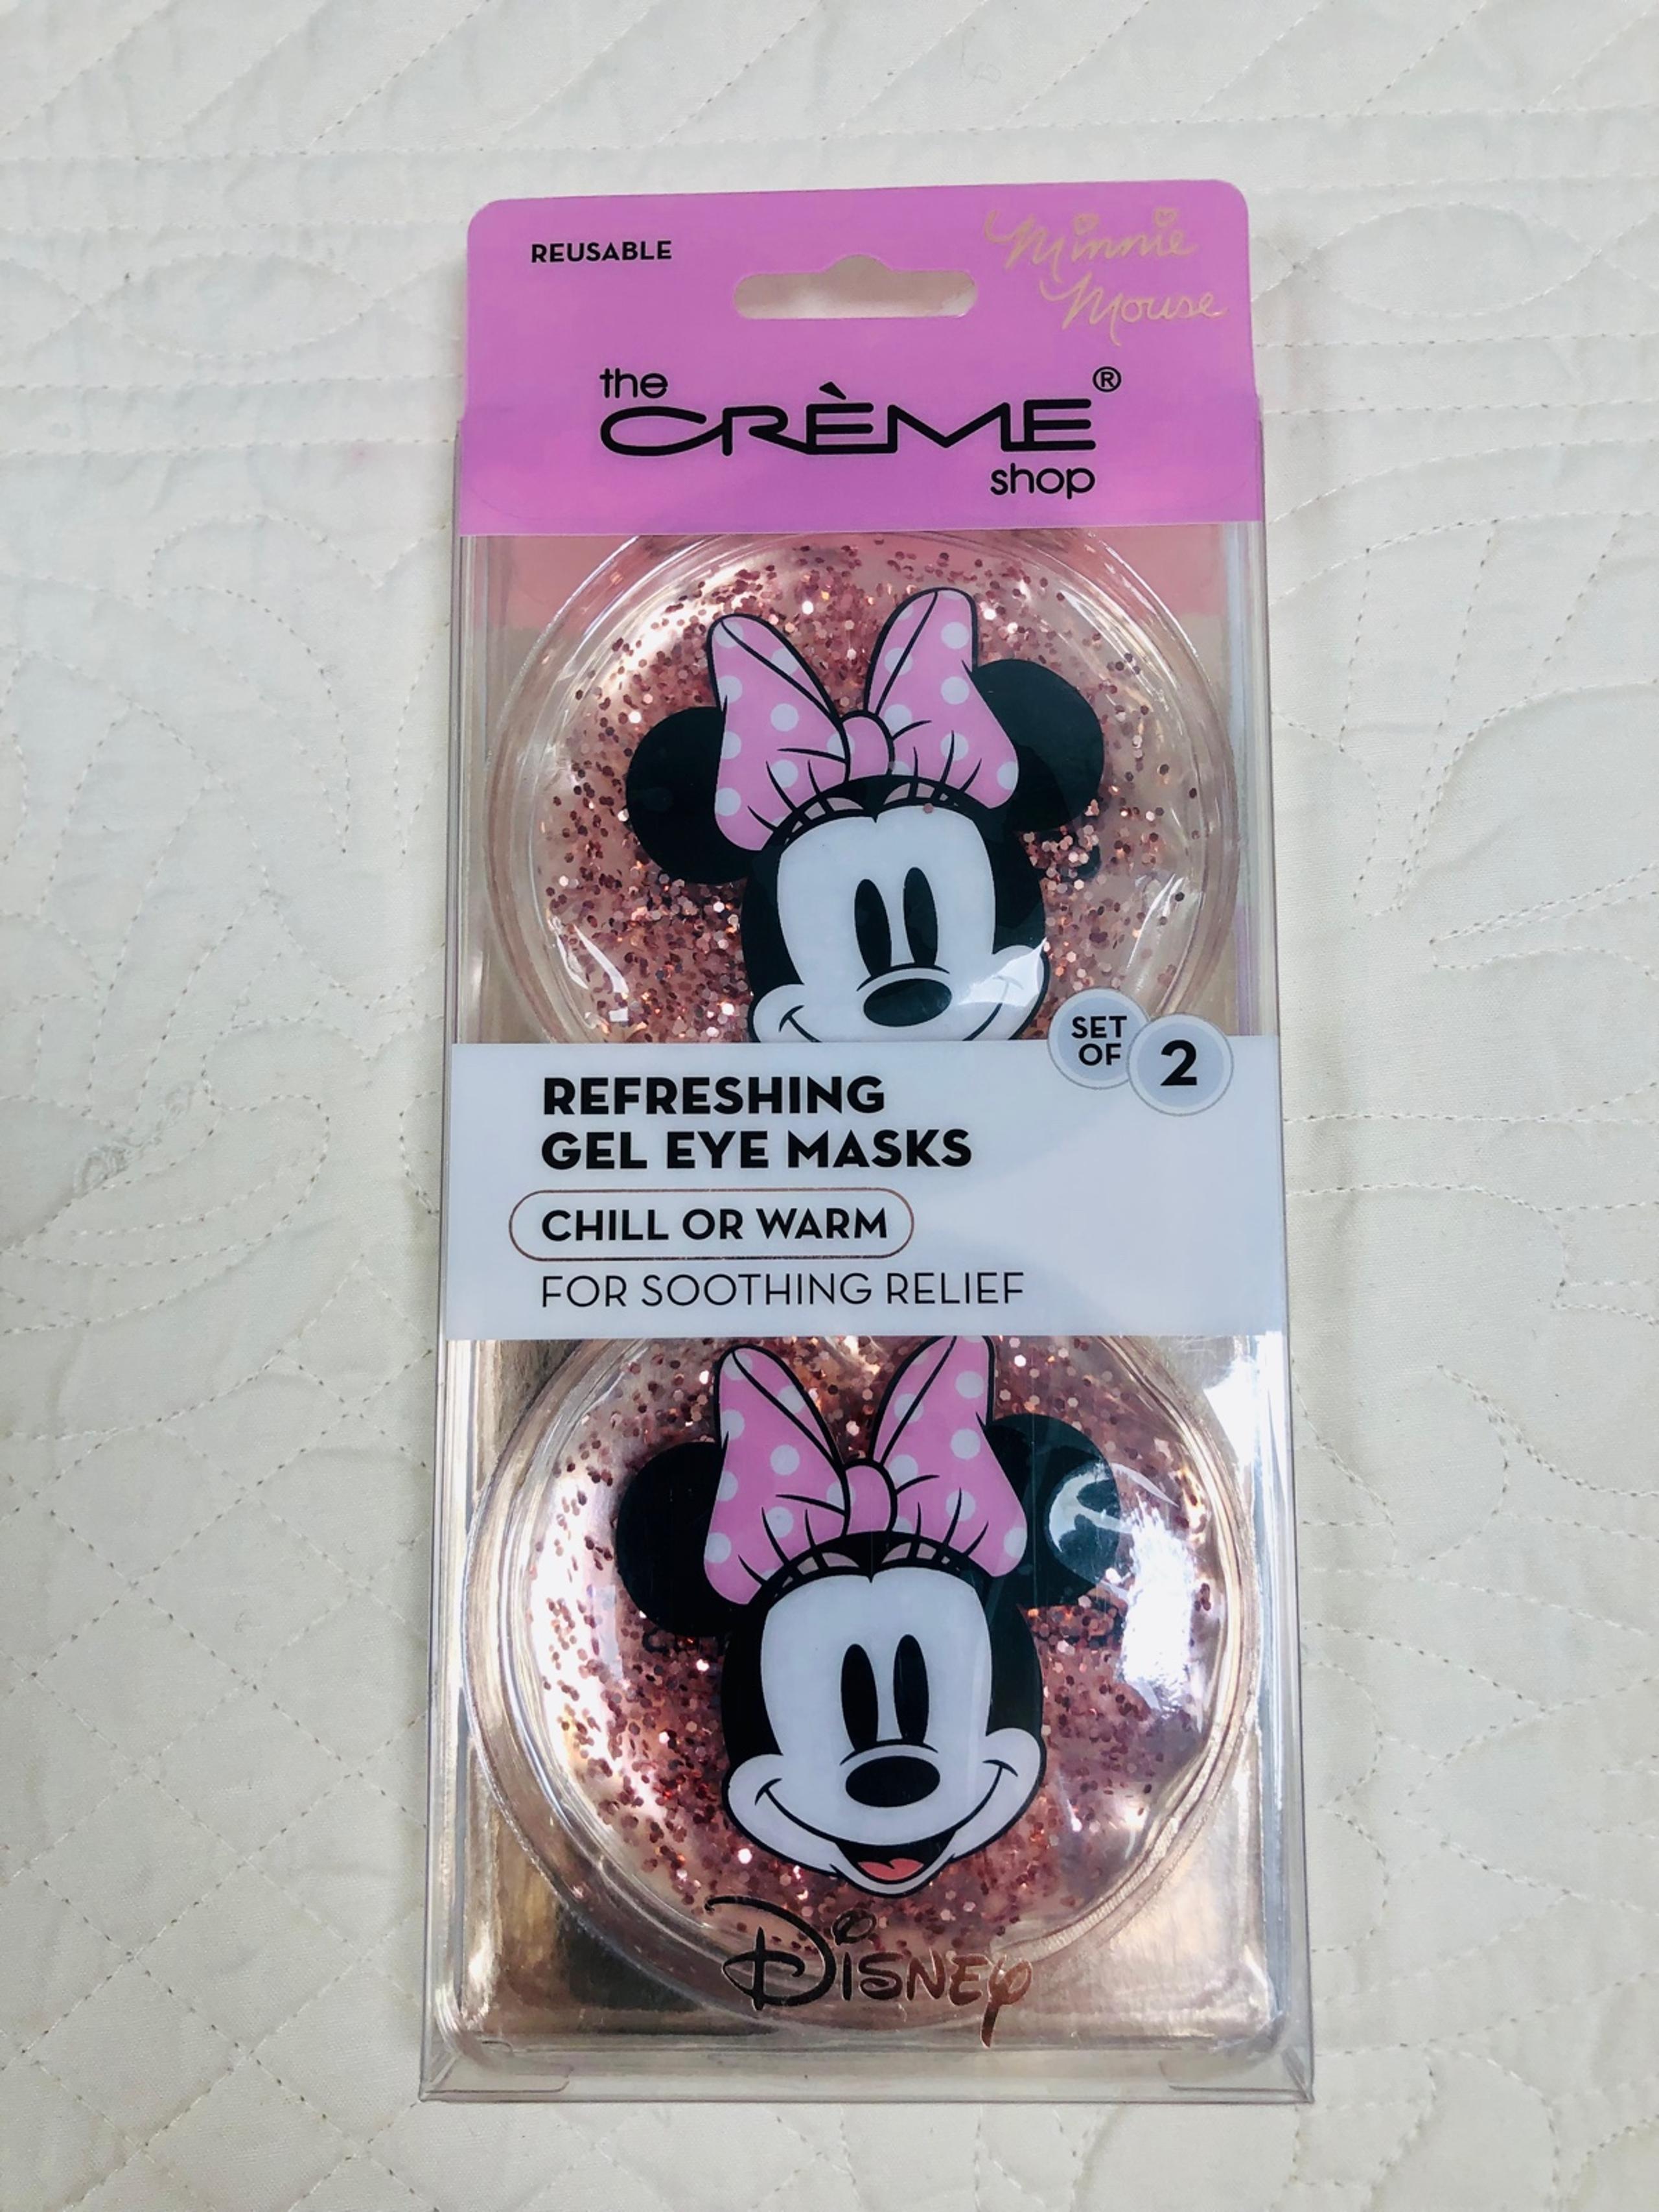 REUSABLE
Minnie
Mouse
the
CRÈME®
shop
SET
OF
2
REFRESHING
GEL EYE MASKS
CHILL OR WARM
FOR SOOTHING RELIEF
Disney